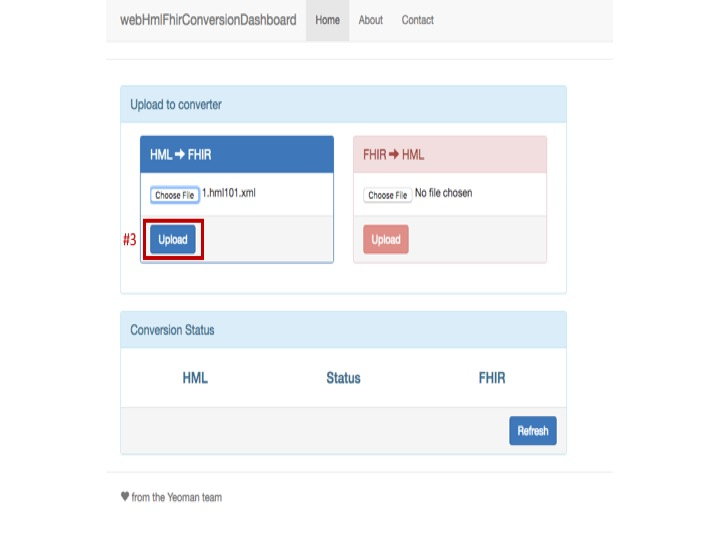 webHmlFhirConversionDashboard Home About Contact
Upload to converter
HML ➔ FHIR
Choose File 1.hml101.xml
#3 Upload
FHIR ➔ HML
Choose File No file chosen
Upload
Conversion Status
HML Status FHIR
Refresh
♥ from the Yeoman team